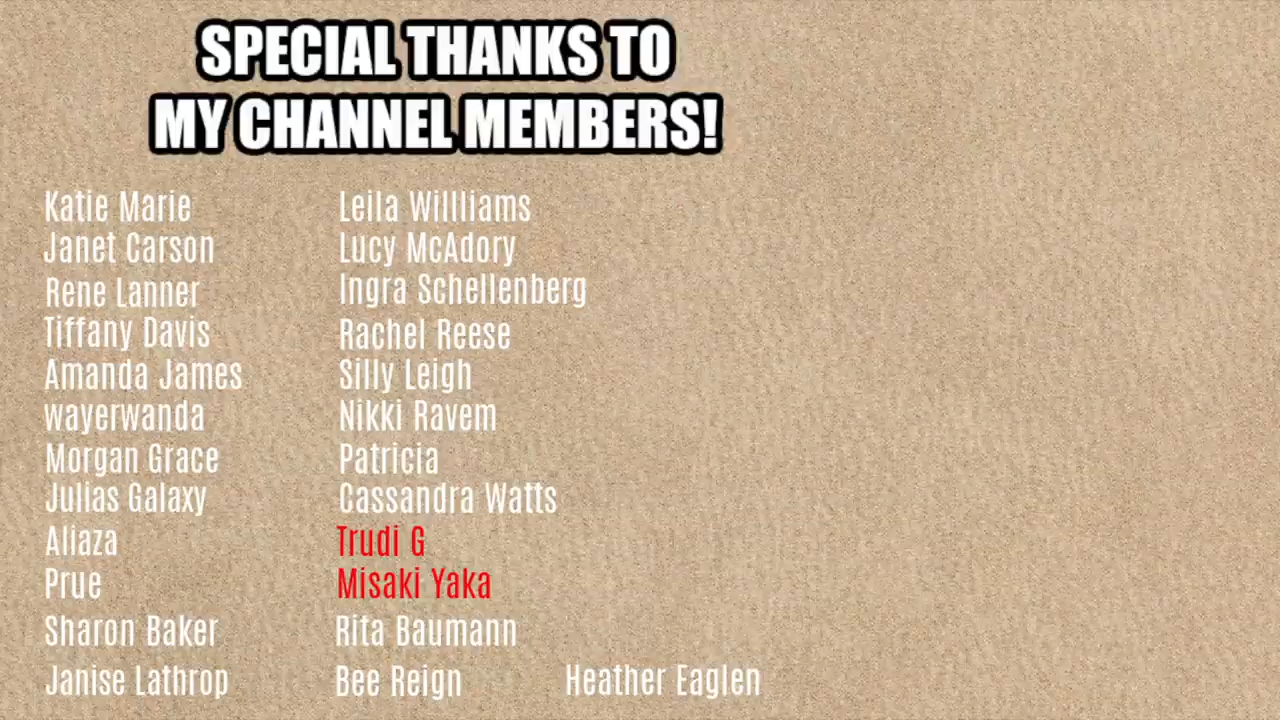 SPECIAL THANKS TO
MY CHANNEL MEMBERS!
Katie Marie
Janet Carson
Rene Lanner
Tiffany Davis
Amanda James
wayerwanda
Morgan Grace
Julias Galaxy
Aliaza
Prue
Sharon Baker
Janise Lathrop
Leila Willliams
Lucy McAdory
Ingra Schellenberg
Rachel Reese
Silly Leigh
Nikki Ravem
Patricia
Cassandra Watts
Trudi G
Misaki Yaka
Rita Baumann
Bee Reign
Heather Eaglen